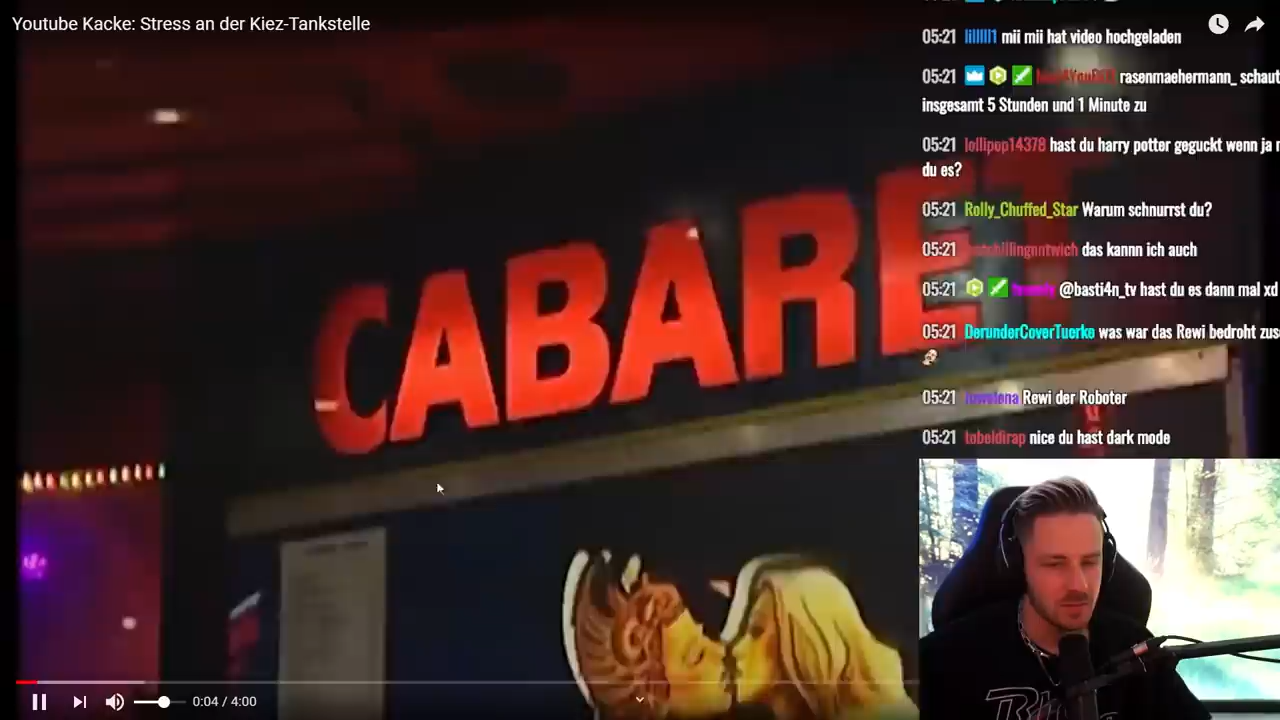 Youtube Kacke: Stress an der Kiez-Tankstelle
05:21 lillllll1 mii mii hat video hochgeladen
05:21 rasenmaehermann_ schaut
insgesamt 5 Stunden und 1 Minute zu
05:21 lollipop14378 hast du harry potter geguckt wenn ja
du es?
05:21 Rolly_Chuffed_Star Warum schnurrst du?
05:21 das kannn ich auch
05:21 @basti4n_tv hast du es dann mal xd
05:21 DerunderCoverTuerke was war das Rewi bedroht
05:21 Rewi der Roboter
05:21 tobeldirap nice du hast dark mode
CABARET
0:04 / 4:00